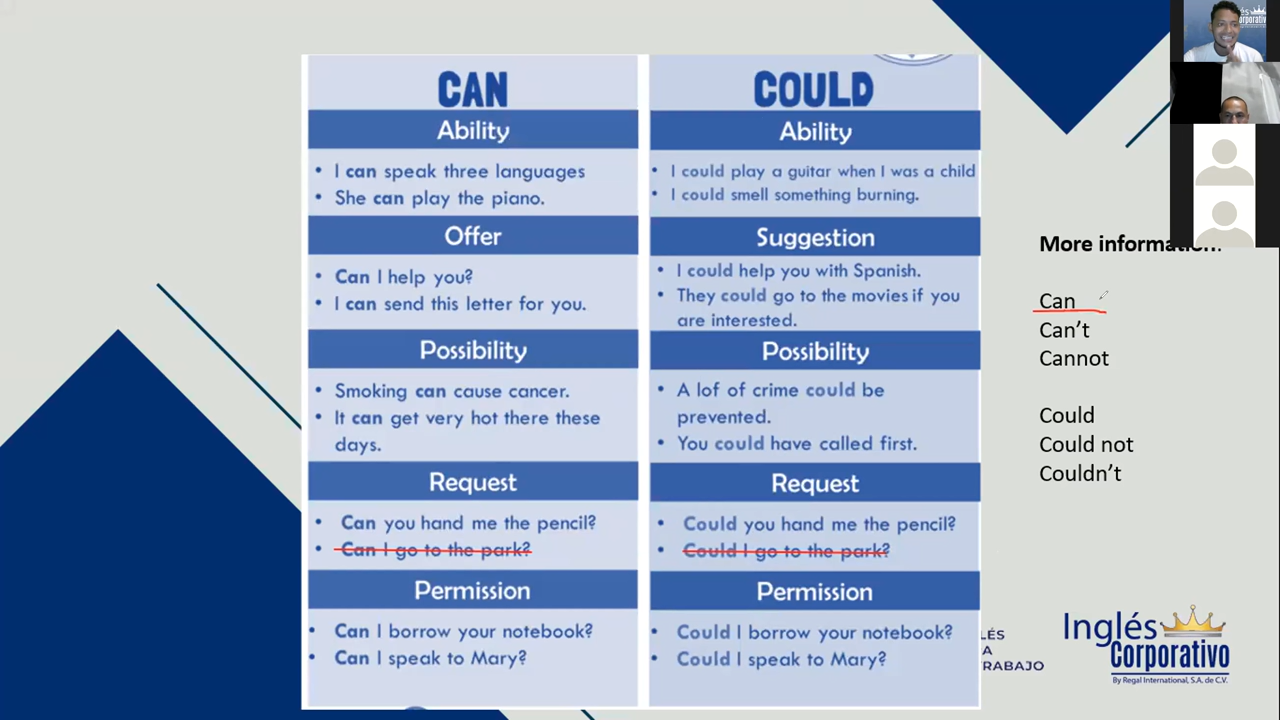 CAN
Ability
• I can speak three languages
• She can play the piano.
Offer
• Can I help you?
• I can send this letter for you.
Possibility
• Smoking can cause cancer.
• It can get very hot there these
days.
Request
• Can you hand me the pencil?
• Can I go to the park?
Permission
• Can I borrow your notebook?
• Can I speak to Mary?
COULD
Ability
• I could play a guitar when I was a child
• I could smell something burning.
Suggestion
• I could help you with Spanish.
• They could go to the movies if you
are interested.
Possibility
• A lof of crime could be
prevented.
• You could have called first.
Request
• Could you hand me the pencil?
• Could I go to the park?
Permission
• Could I borrow your notebook?
• Could I speak to Mary?
More information:
Can
Can't
Cannot
Could
Could not
Couldn't
LÉS
A
RABAJO
Inglés
Corporativo
By Regal International, S.A. de C.V.